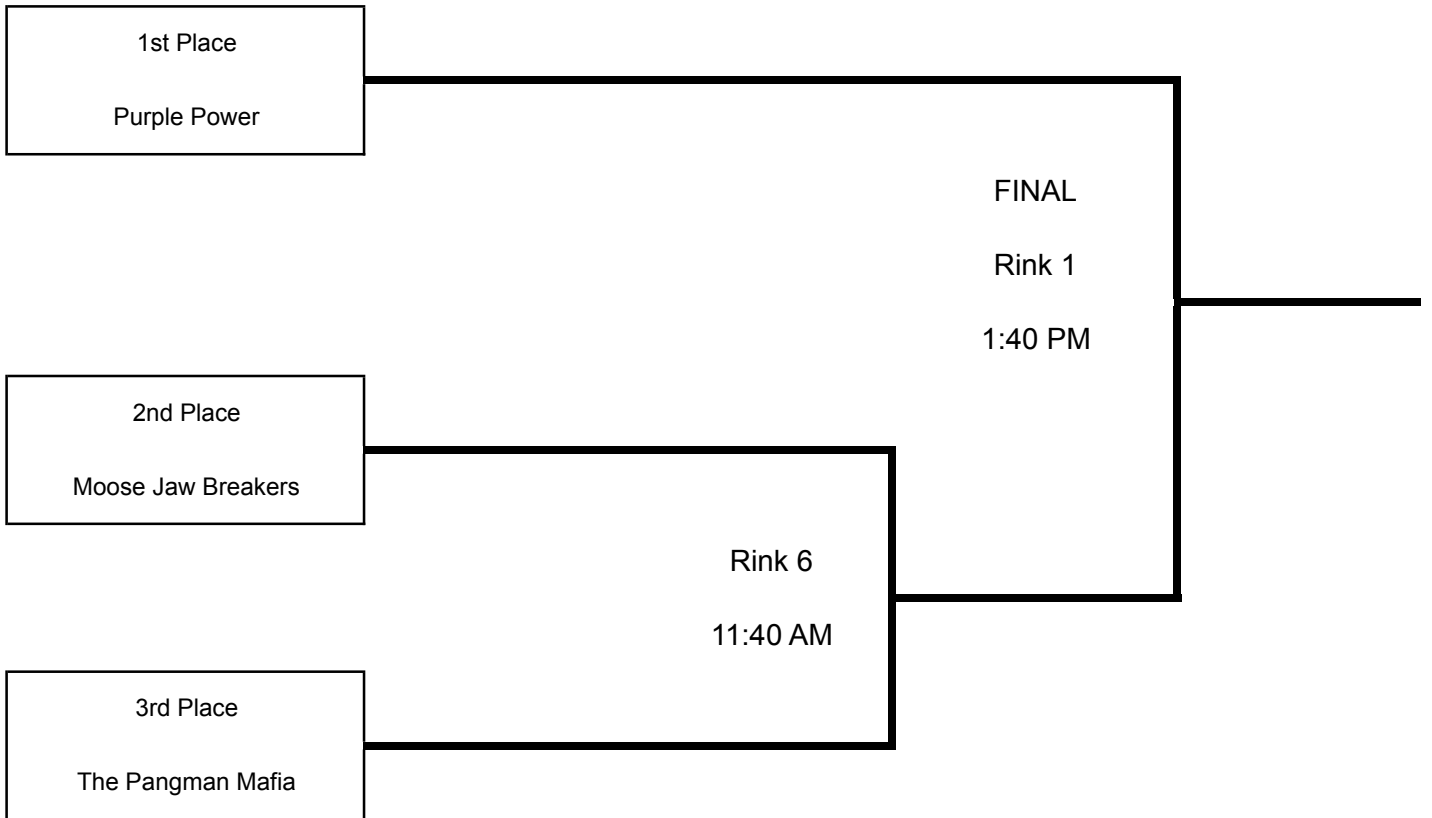 1st Place
Purple Power
FINAL
Rink 1
1:40 PM
2nd Place
Moose Jaw Breakers
Rink 6
11:40 AM
3rd Place
The Pangman Mafia